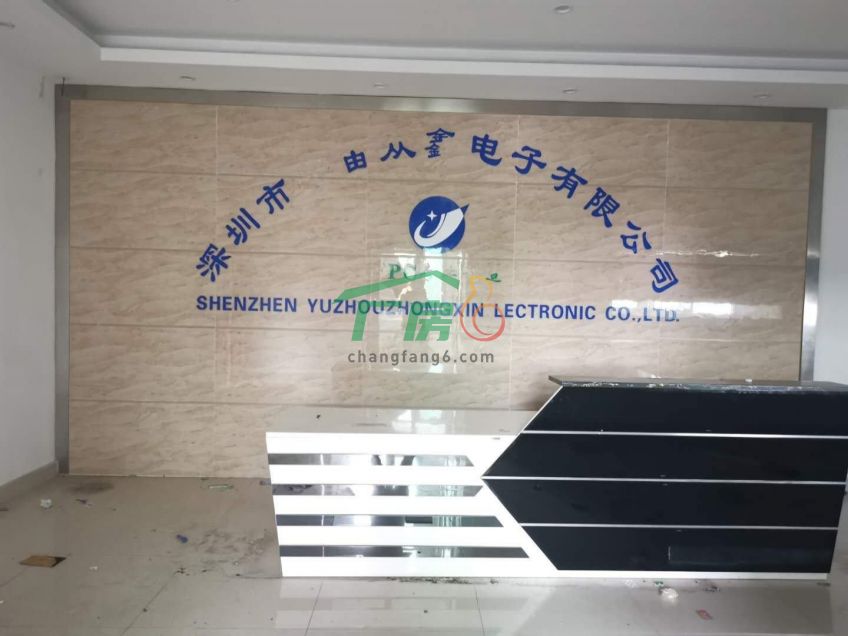 深圳市 由从鑫电子有限公司
PC
SHENZHEN YUZHOUZHONGXIN LECTRONIC CO.,LTD.
厂房
changfang6.com